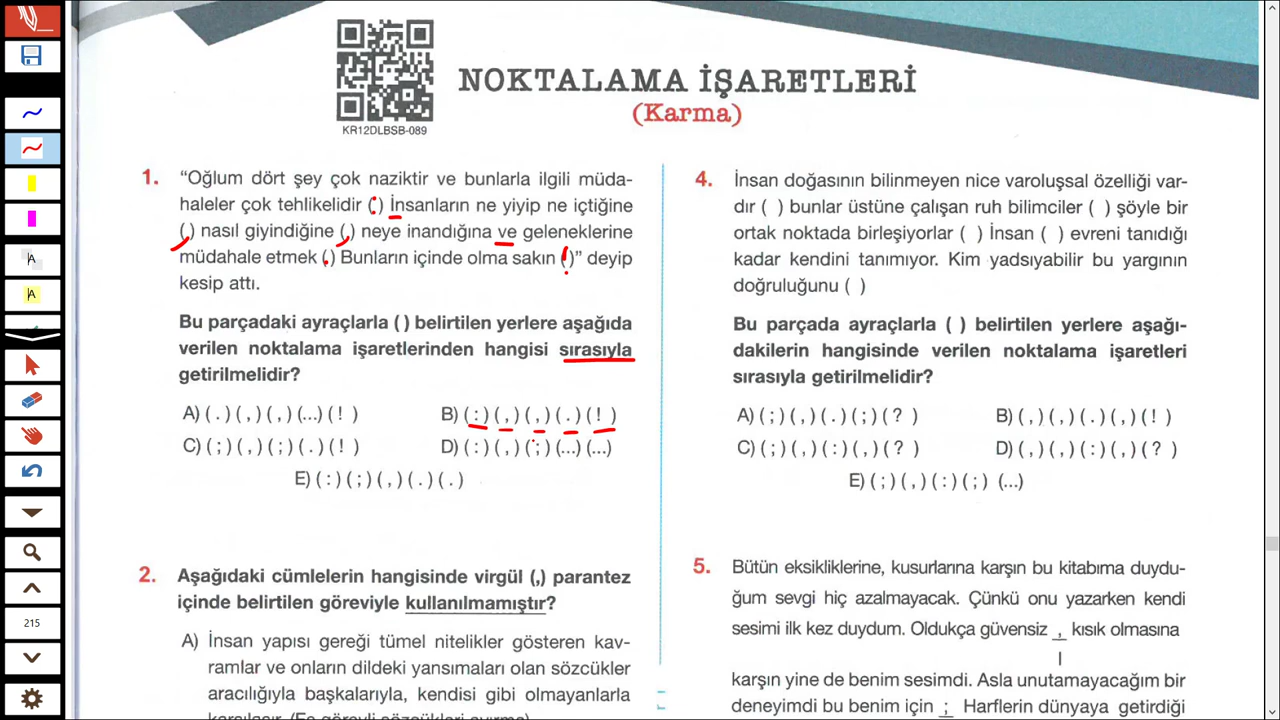 KR12DLBSB-089
NOKTALAMA İŞARETLERİ
(Karma)
1. "Oğlum dört şey çok naziktir ve bunlarla ilgili müda-
haleler çok tehlikelidir (:) İnsanların ne yiyip ne içtiğine
(,) nasıl giyindiğine (,) neye inandığına ve geleneklerine
müdahale etmek (.) Bunların içinde olma sakın (!)" deyip
kesip attı.
Bu parçadaki ayraçlarla ( ) belirtilen yerlere aşağıda
verilen noktalama işaretlerinden hangisi sırasıyla
getirilmelidir?
A) ( . ) ( , ) ( , ) (...) ( ! ) B) ( : ) ( , ) ( , ) ( . ) ( ! )
C) ( ; ) ( , ) ( ; ) ( . ) ( ! ) D) ( : ) ( , ) ( ; ) (...) (...)
E) ( : ) ( ; ) ( , ) ( . ) ( . )
2. Aşağıdaki cümlelerin hangisinde virgül (,) parantez
içinde belirtilen göreviyle kullanılmamıştır?
A) İnsan yapısı gereği tümel nitelikler gösteren kav-
ramlar ve onların dildeki yansımaları olan sözcükler
aracılığıyla başkalarıyla, kendisi gibi olmayanlarla
4. İnsan doğasının bilinmeyen nice varoluşsal özelliği var-
dır ( ) bunlar üstüne çalışan ruh bilimciler ( ) şöyle bir
ortak noktada birleşiyorlar ( ) İnsan ( ) evreni tanıdığı
kadar kendini tanımıyor. Kim yadsıyabilir bu yargının
doğruluğunu ( )
Bu parçada ayraçlarla ( ) belirtilen yerlere aşağı-
dakilerin hangisinde verilen noktalama işaretleri
sırasıyla getirilmelidir?
A) ( ; ) ( , ) ( . ) ( ; ) ( ? ) B) ( , ) ( , ) ( . ) ( , ) ( ! )
C) ( ; ) ( , ) ( : ) ( , ) ( ? ) D) ( , ) ( , ) ( : ) ( , ) ( ? )
E) ( ; ) ( , ) ( : ) ( ; ) (...)
5. Bütün eksikliklerine, kusurlarına karşın bu kitabıma duydu-
ğum sevgi hiç azalmayacak. Çünkü onu yazarken kendi
sesimi ilk kez duydum. Oldukça güvensiz , kısık olmasına
I
karşın yine de benim sesimdi. Asla unutamayacağım bir
deneyimdi bu benim için ; Harflerin dünyaya getirdiği
A
A
215